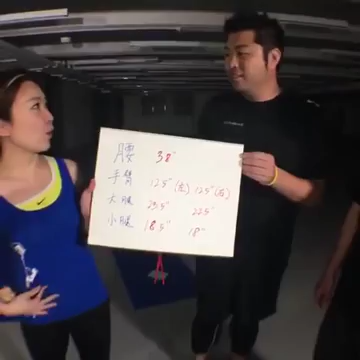 腰 38"
手臂 12.5"(左) 12.5"(右)
大腿 23.5" 22.5"
小腿 18.5" 18"